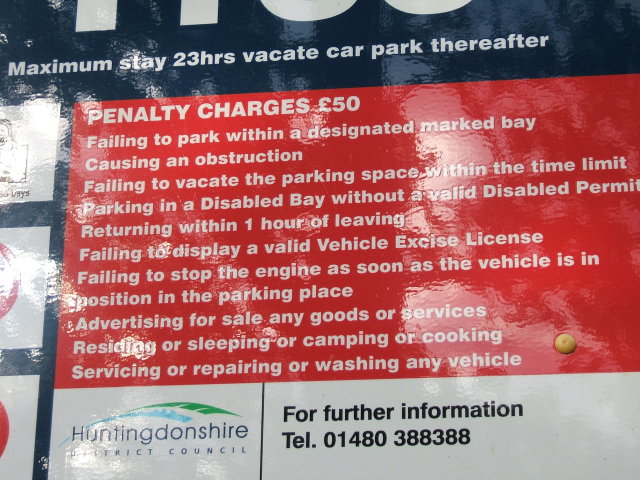 Maximum stay 23hrs vacate car park thereafter
PENALTY CHARGES £50
Failing to park within a designated marked bay
Causing an obstruction
Failing to vacate the parking space within the time limit
Parking in a Disabled Bay without a valid Disabled Permit
Returning within 1 hour of leaving
Failing to display a valid Vehicle Excise License
Failing to stop the engine as soon as the vehicle is in
position in the parking place
Advertising for sale any goods or services
Residing or sleeping or camping or cooking
Servicing or repairing or washing any vehicle
Huntingdonshire
DISTRICT COUNCIL
For further information
Tel. 01480 388388